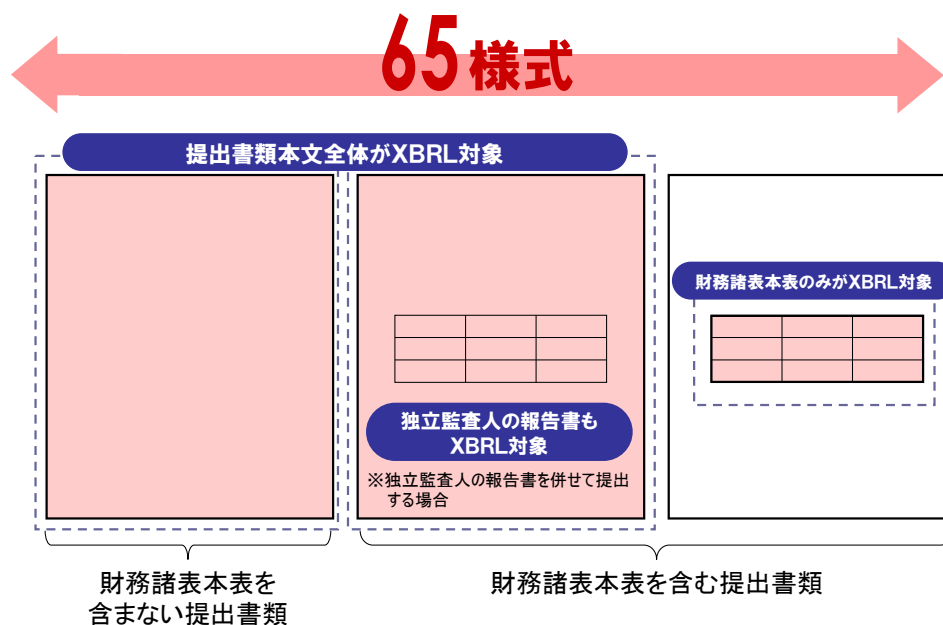 65様式
提出書類本文全体がXBRL対象
財務諸表本表のみがXBRL対象
独立監査人の報告書も
XBRL対象
※独立監査人の報告書を併せて提出
する場合
財務諸表本表を
含まない提出書類
財務諸表本表を含む提出書類